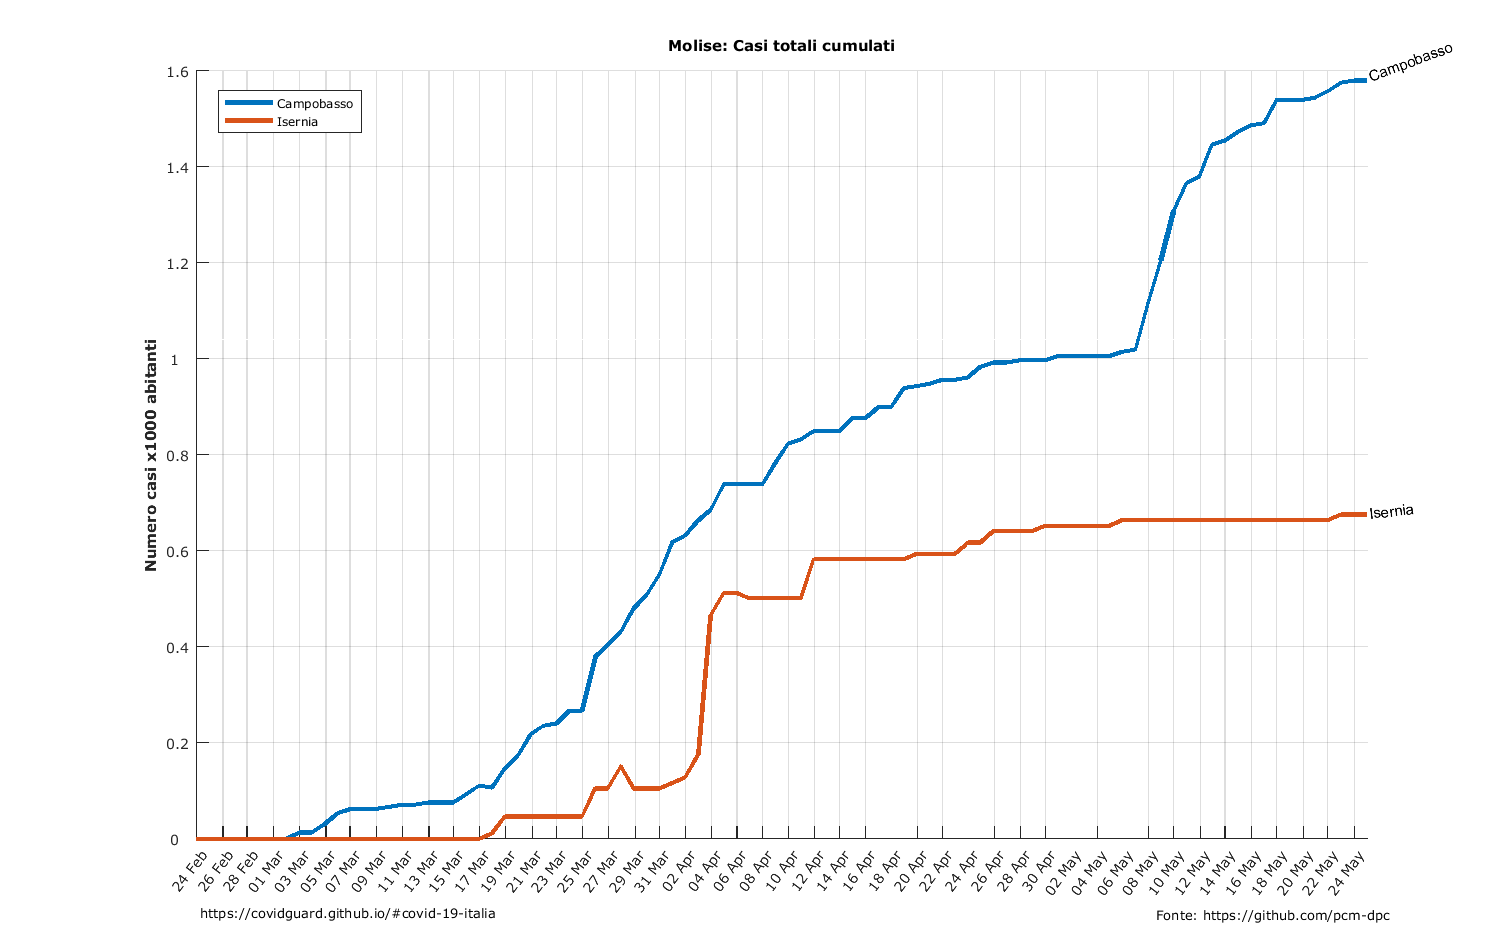 Molise: Casi totali cumulati
Campobasso
Isernia
Numero casi x1000 abitanti
1.6
1.4
1.2
1
0.8
0.6
0.4
0.2
0
Campobasso
Isernia
24 Feb
26 Feb
28 Feb
01 Mar
03 Mar
05 Mar
07 Mar
09 Mar
11 Mar
13 Mar
15 Mar
17 Mar
19 Mar
21 Mar
23 Mar
25 Mar
27 Mar
29 Mar
31 Mar
02 Apr
04 Apr
06 Apr
08 Apr
10 Apr
12 Apr
14 Apr
16 Apr
18 Apr
20 Apr
22 Apr
24 Apr
26 Apr
28 Apr
30 Apr
02 May
04 May
06 May
08 May
10 May
12 May
14 May
16 May
18 May
20 May
22 May
24 May
https://covidguard.github.io/#covid-19-italia
Fonte: https://github.com/pcm-dpc